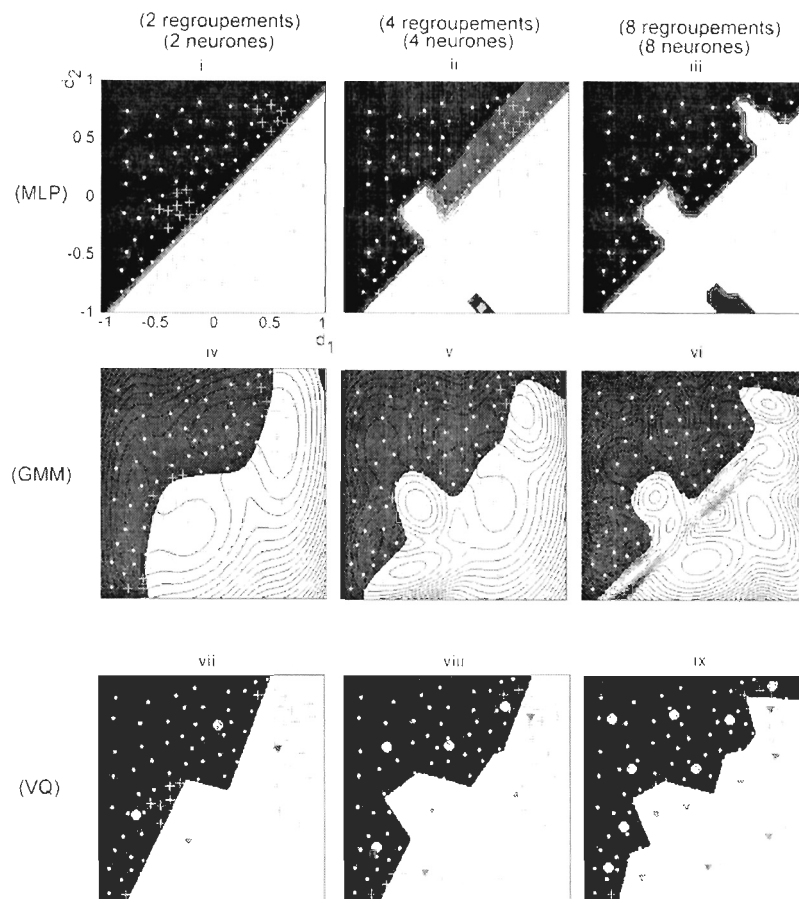 (2 regroupements) (4 regroupements) (8 regroupements)
(2 neurones) (4 neurones) (8 neurones)
i ii iii
d2 1
0.5
(MLP) 0
-0.5
-1
-1 -0.5 0 0.5 1
d1
iv v vi
(GMM)
vii viii ix
(VQ)